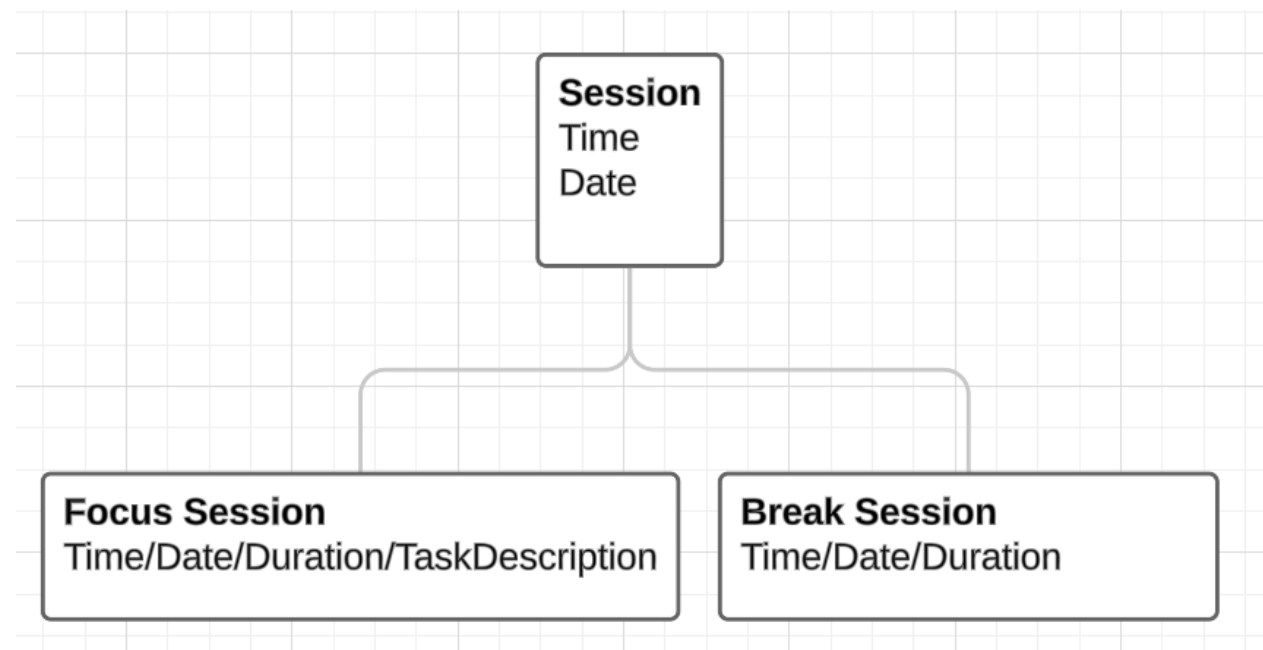 Session
Time
Date
Focus Session
Time/Date/Duration/TaskDescription
Break Session
Time/Date/Duration